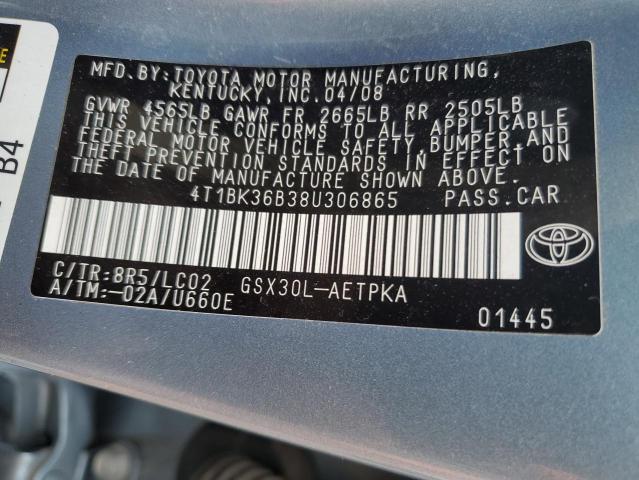 MFD.BY:TOYOTA MOTOR MANUFACTURING,
KENTUCKY,INC.04/08
GVWR 4565LB GAWR FR 2665LB RR 2505LB
THIS VEHICLE CONFORMS TO ALL APPLICABLE
FEDERAL MOTOR VEHICLE SAFETY,BUMPER,AND
THEFT PREVENTION STANDARDS IN EFFECT ON
THE DATE OF MANUFACTURE SHOWN ABOVE.
4T1BK36B38U306865 PASS.CAR
C/TR:8R5/LC02 GSX30L-AETPKA
A/TM:-02A/U660E
01445
B4